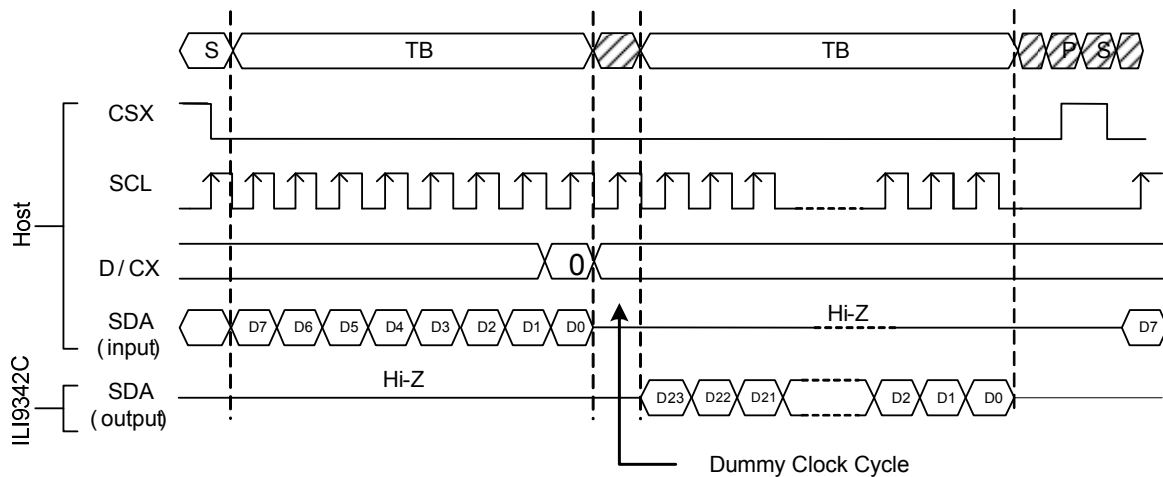 S TB TB P S
CSX
SCL
D/CX 0
Hi-Z
SDA
(input) D7 D6 D5 D4 D3 D2 D1 D0 D7
Host
Hi-Z
SDA
(output) D23 D22 D21 D2 D1 D0
ILI9342C
Dummy Clock Cycle